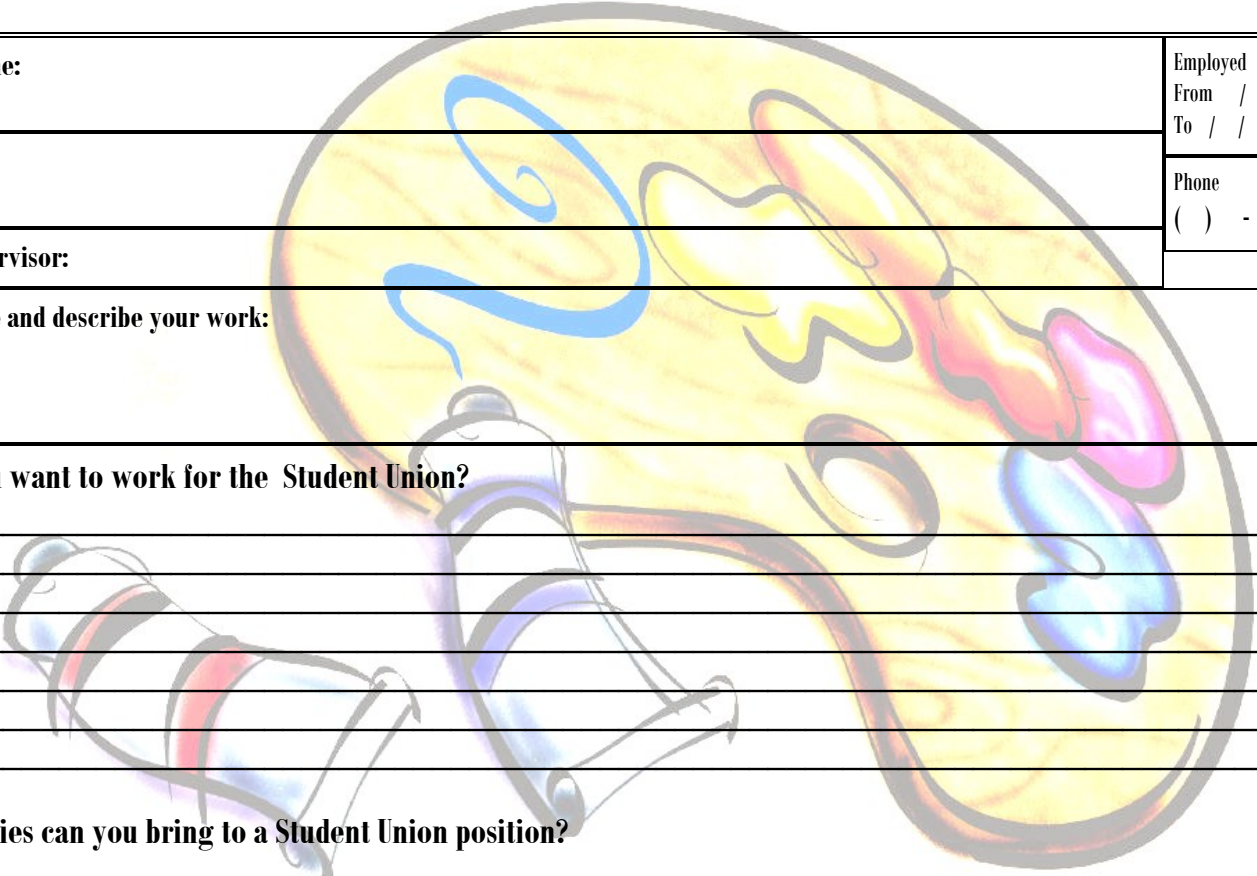 ne:
Employed
From /
To / /
Phone
( ) -
rvisor:
and describe your work:
want to work for the Student Union?
ies can you bring to a Student Union position?